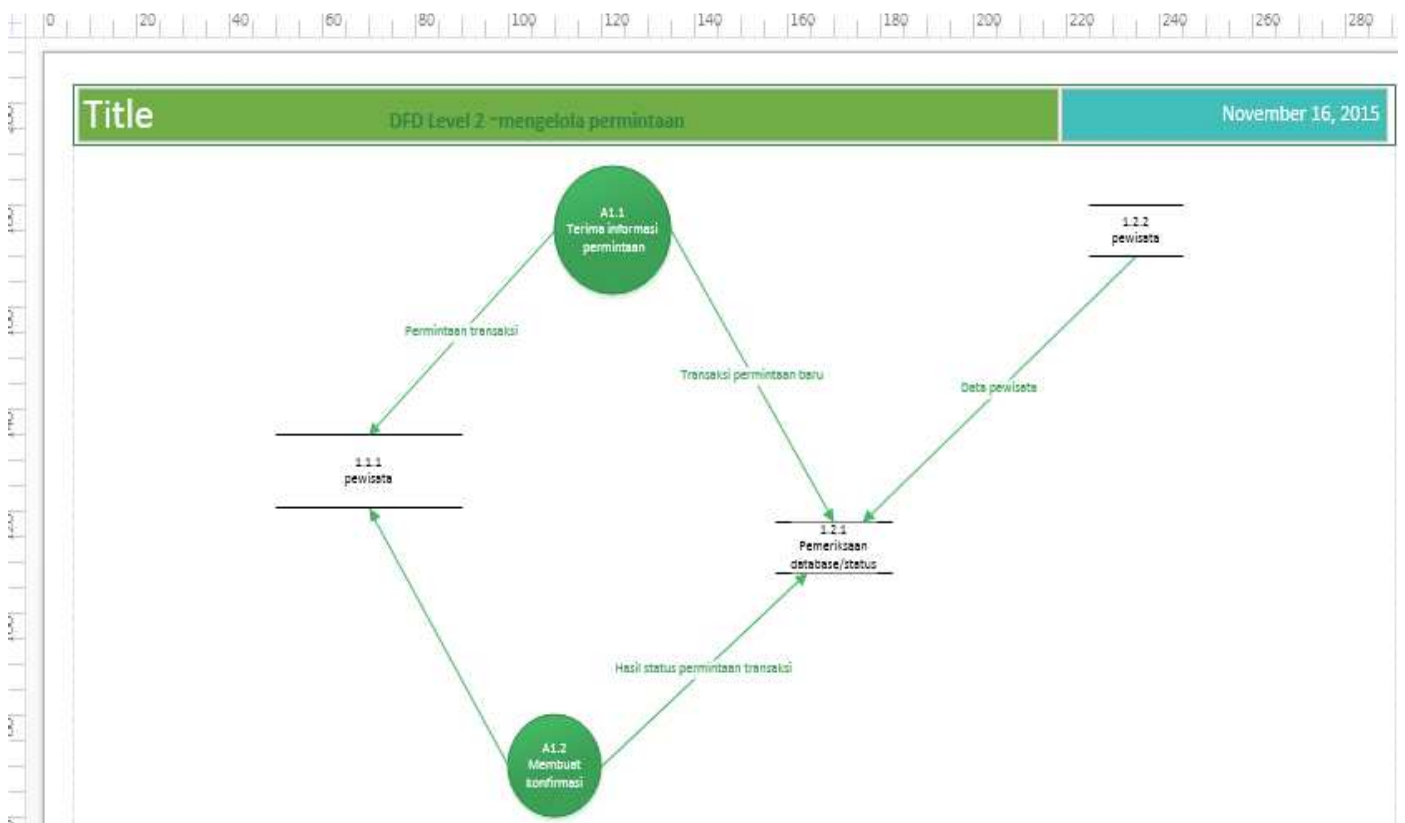 0 20 40 60 80 100 120 140 160 180 200 220 240 260 280
Title
DFD Level 2 -mengelola permintaan
November 16, 2015
A1.1
Terima informasi
permintaan
1.2.2
pewisata
Permintaan transaksi
Transaksi permintaan baru
Data pewisata
1.1.1
pewisata
1.2.1
Pemeriksaan
database/status
Hasil status permintaan transaksi
A1.2
Membuat
konfirmasi